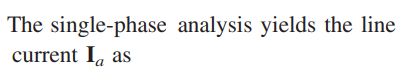 The single-phase analysis yields the line
current Iₐ as